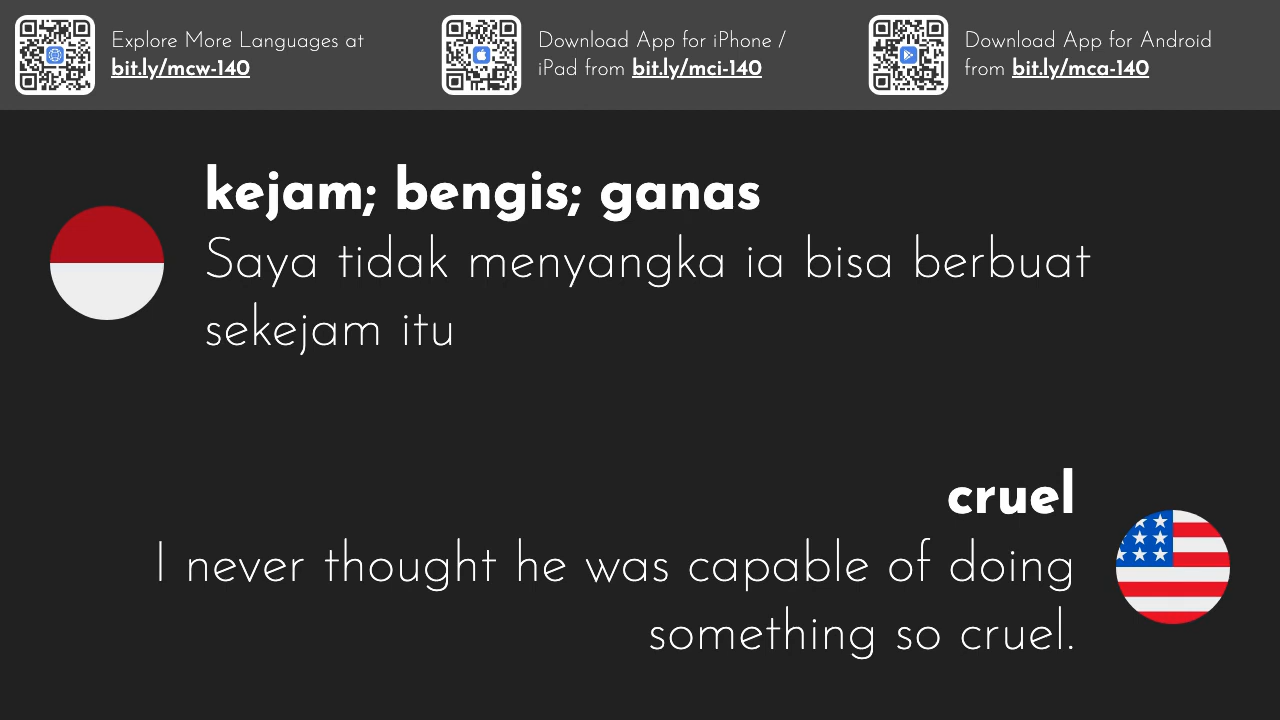 Explore More Languages at
bit.ly/mcw-140
Download App for iPhone /
iPad from bit.ly/mci-140
Download App for Android
from bit.ly/mca-140
kejam; bengis; ganas
Saya tidak menyangka ia bisa berbuat
sekejam itu
cruel
I never thought he was capable of doing
something so cruel.